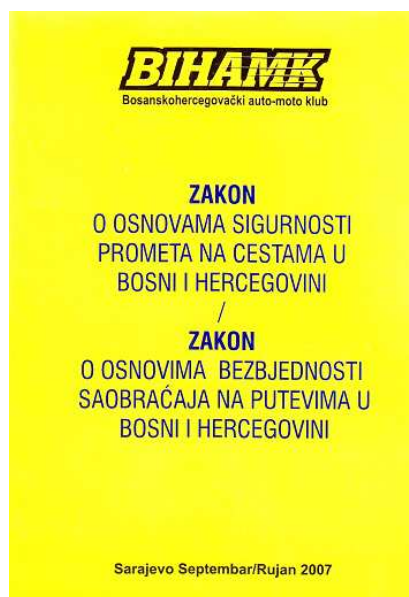 BIHAMK
Bosanskohercegovački auto-moto klub
ZAKON
O OSNOVAMA SIGURNOSTI
PROMETA NA CESTAMA U
BOSNI I HERCEGOVINI
/
ZAKON
O OSNOVIMA BEZBJEDNOSTI
SAOBRAĆAJA NA PUTEVIMA U
BOSNI I HERCEGOVINI
Sarajevo Septembar/Rujan 2007